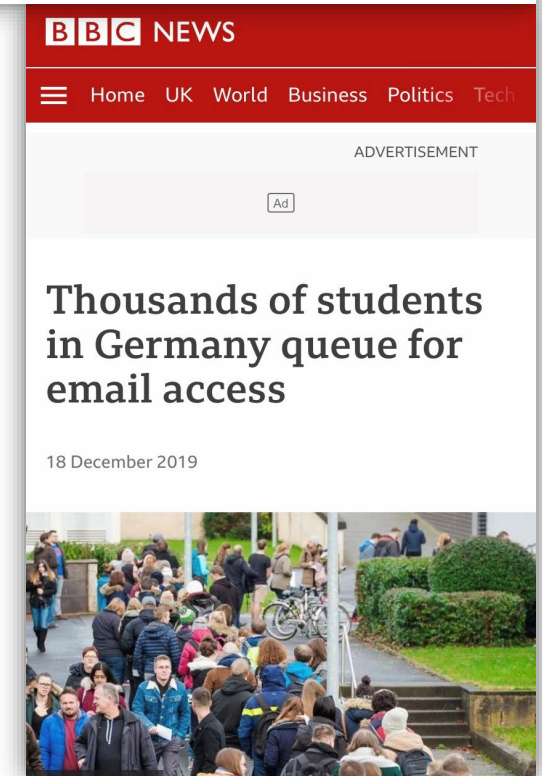 BBC NEWS
Home UK World Business Politics Tech
ADVERTISEMENT
Ad
Thousands of students
in Germany queue for
email access
18 December 2019